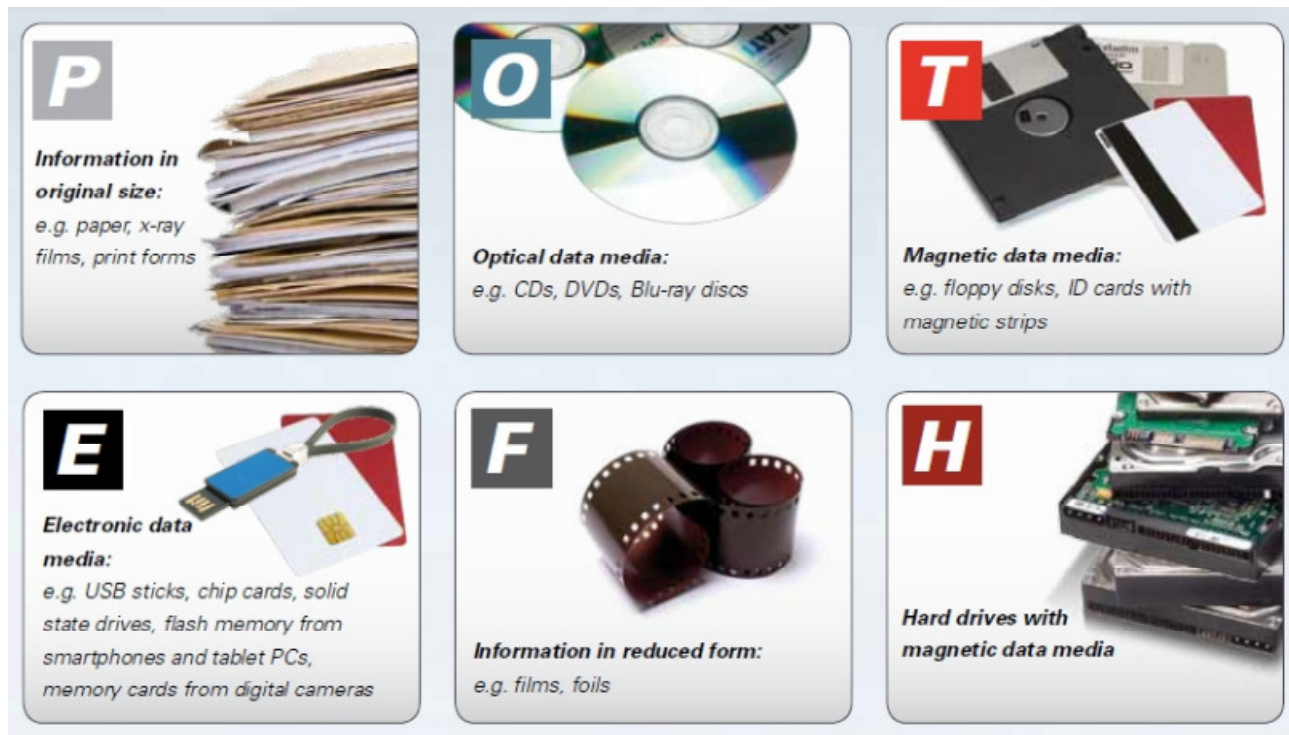 P
Information in
original size:
e.g. paper, x-ray
films, print forms
O
Optical data media:
e.g. CDs, DVDs, Blu-ray discs
T
Magnetic data media:
e.g. floppy disks, ID cards with
magnetic strips
E
Electronic data
media:
e.g. USB sticks, chip cards, solid
state drives, flash memory from
smartphones and tablet PCs,
memory cards from digital cameras
F
Information in reduced form:
e.g. films, foils
H
Hard drives with
magnetic data media